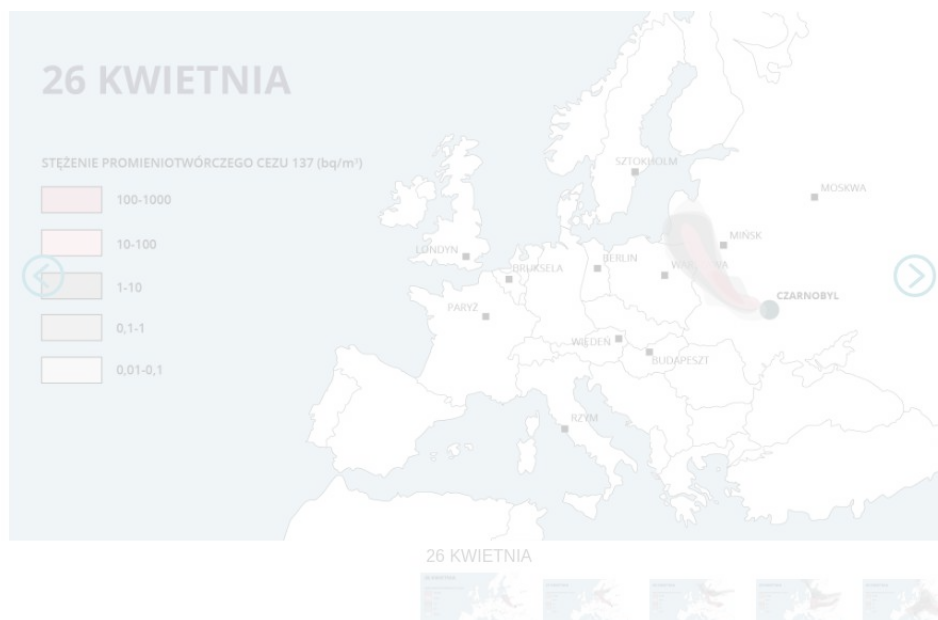 26 KWIETNIA
STĘŻENIE PROMIENIOTWÓRCZEGO CEZU 137 (bq/m³)
100-1000
10-100
1-10
0,1-1
0,01-0,1
SZTOKHOLM
MOSKWA
MIŃSK
LONDYN
BERLIN
BRUKSELA
CZARNOBYL
PARYŻ
WIEDEŃ
BUDAPESZT
RZYM
26 KWIETNIA